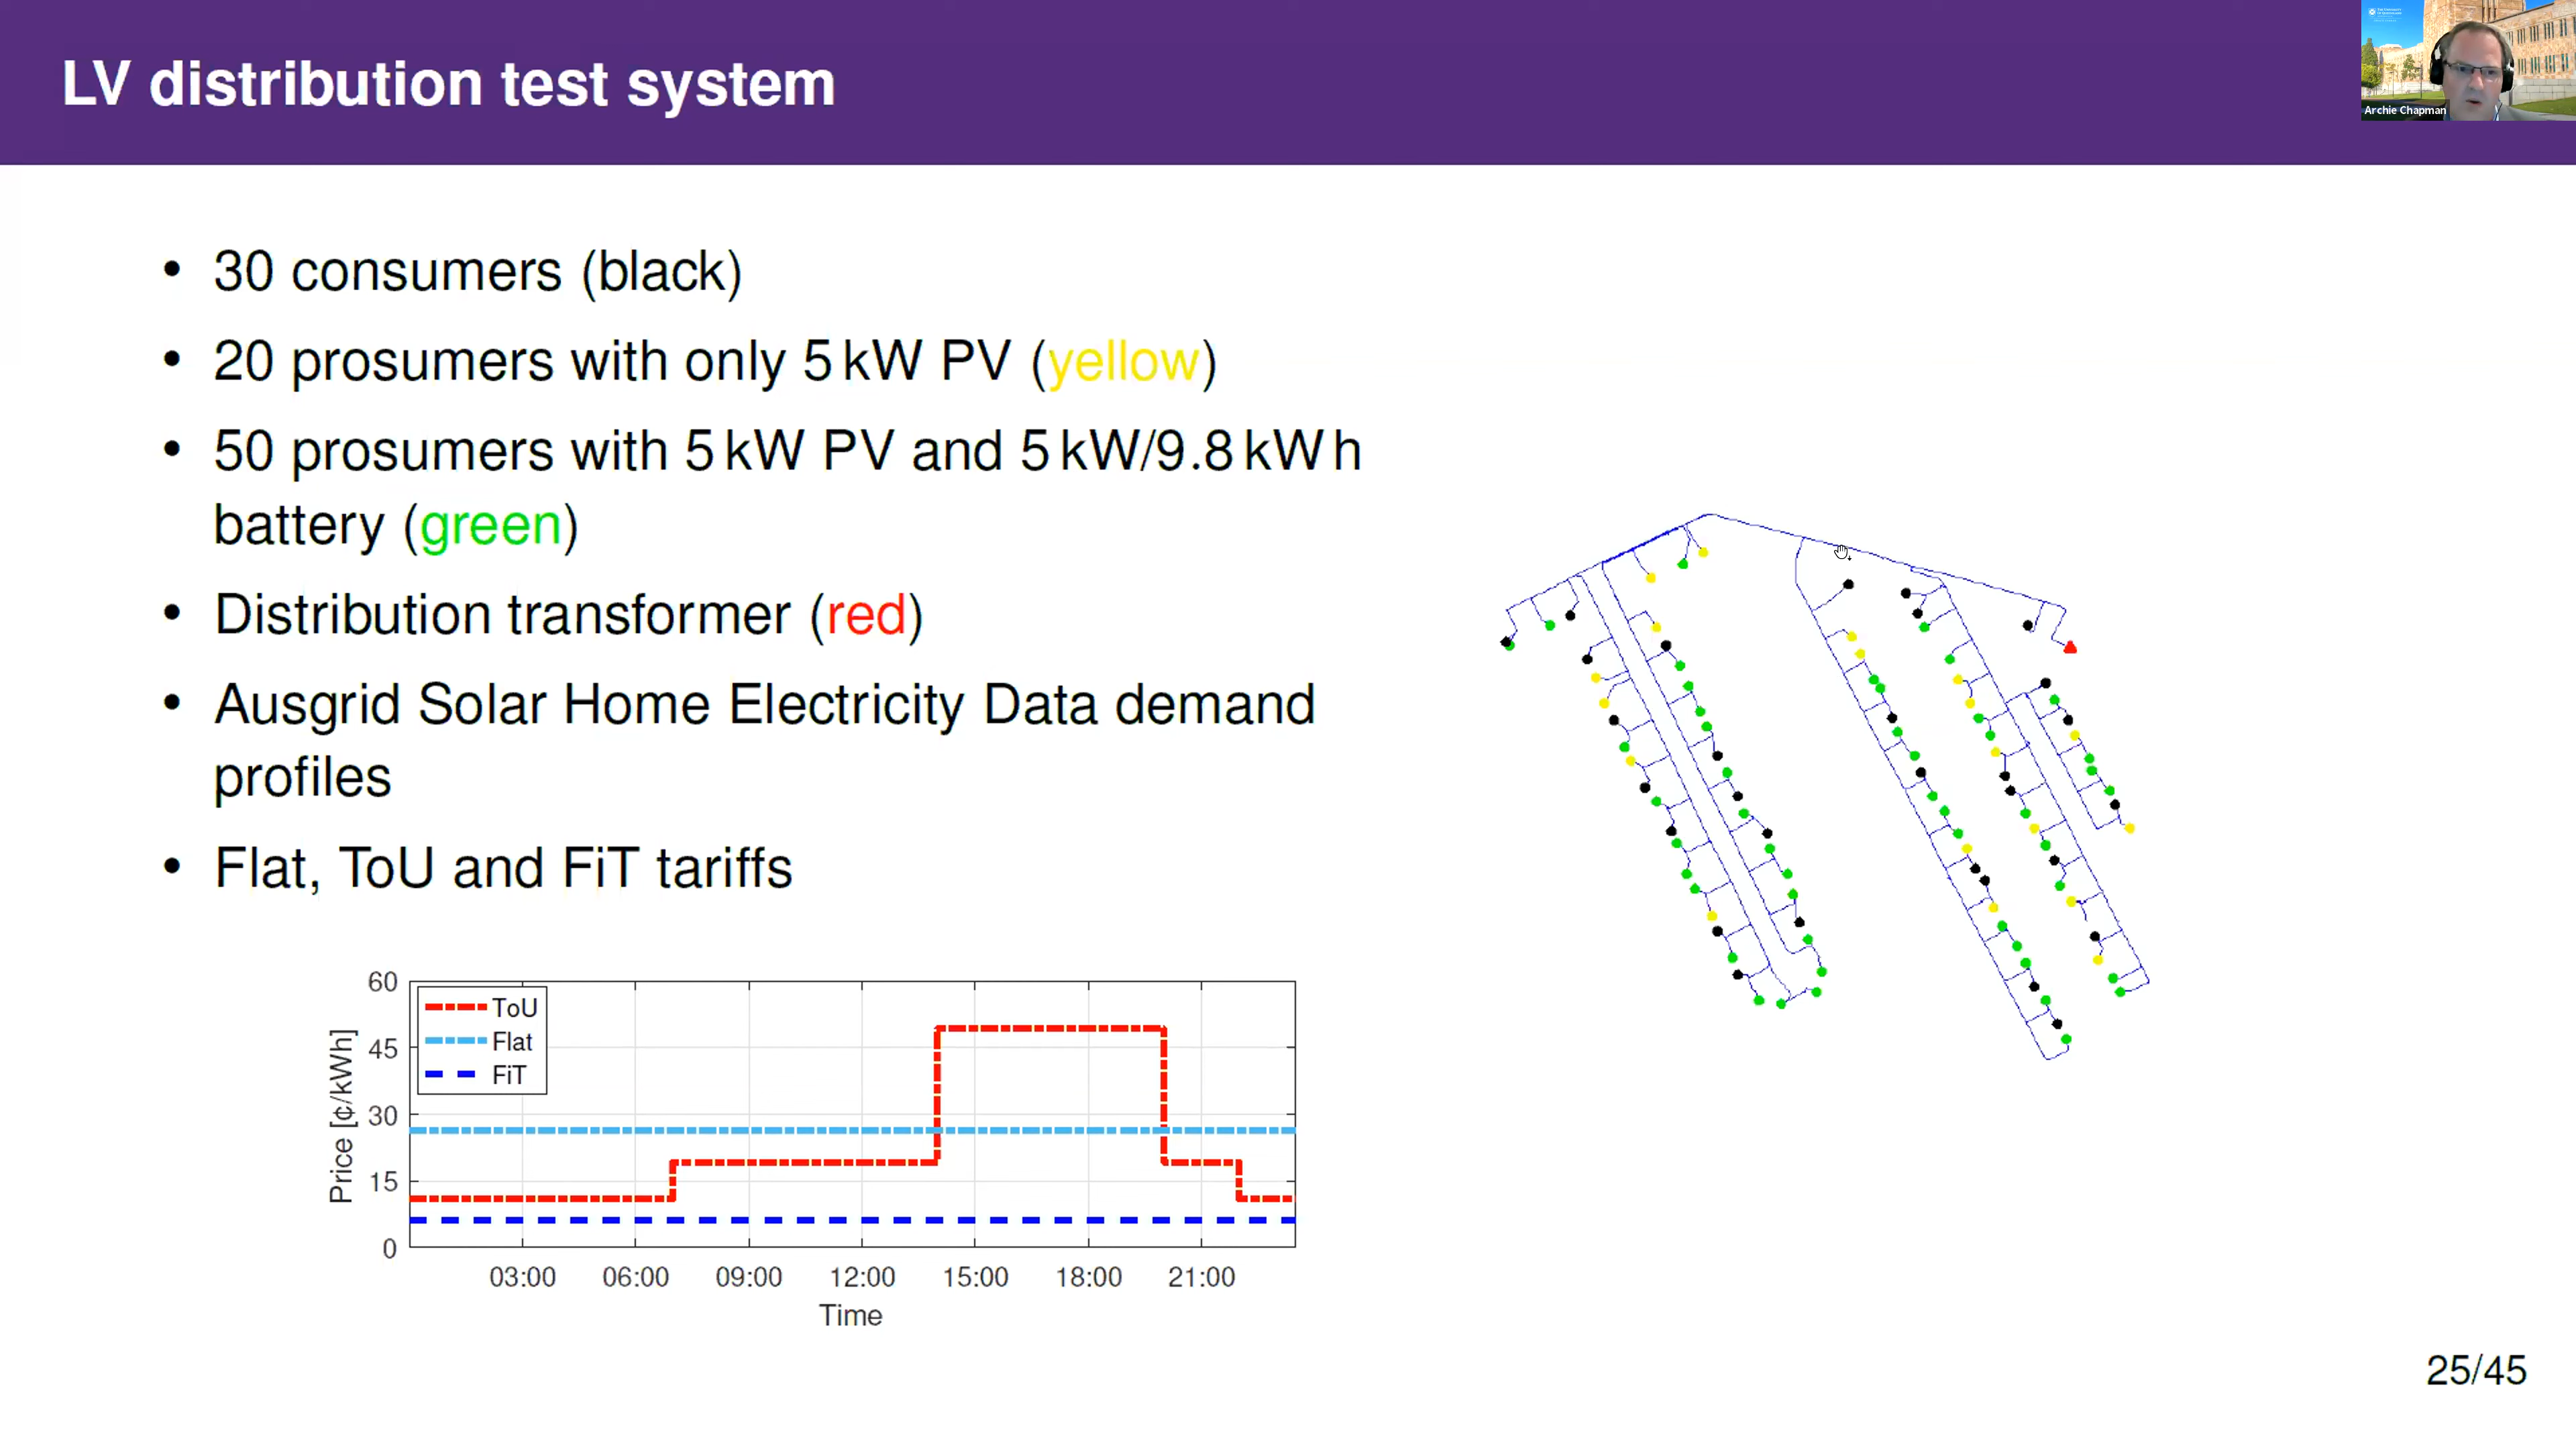 LV distribution test system
Archie Chapman
• 30 consumers (black)
• 20 prosumers with only 5 kW PV (yellow)
• 50 prosumers with 5 kW PV and 5 kW/9.8 kW h
battery (green)
• Distribution transformer (red)
• Ausgrid Solar Home Electricity Data demand
profiles
• Flat, ToU and FiT tariffs
60
45
30
15
0
Price [¢/kWh]
ToU
Flat
FiT
03:00 06:00 09:00 12:00 15:00 18:00 21:00
Time
25/45